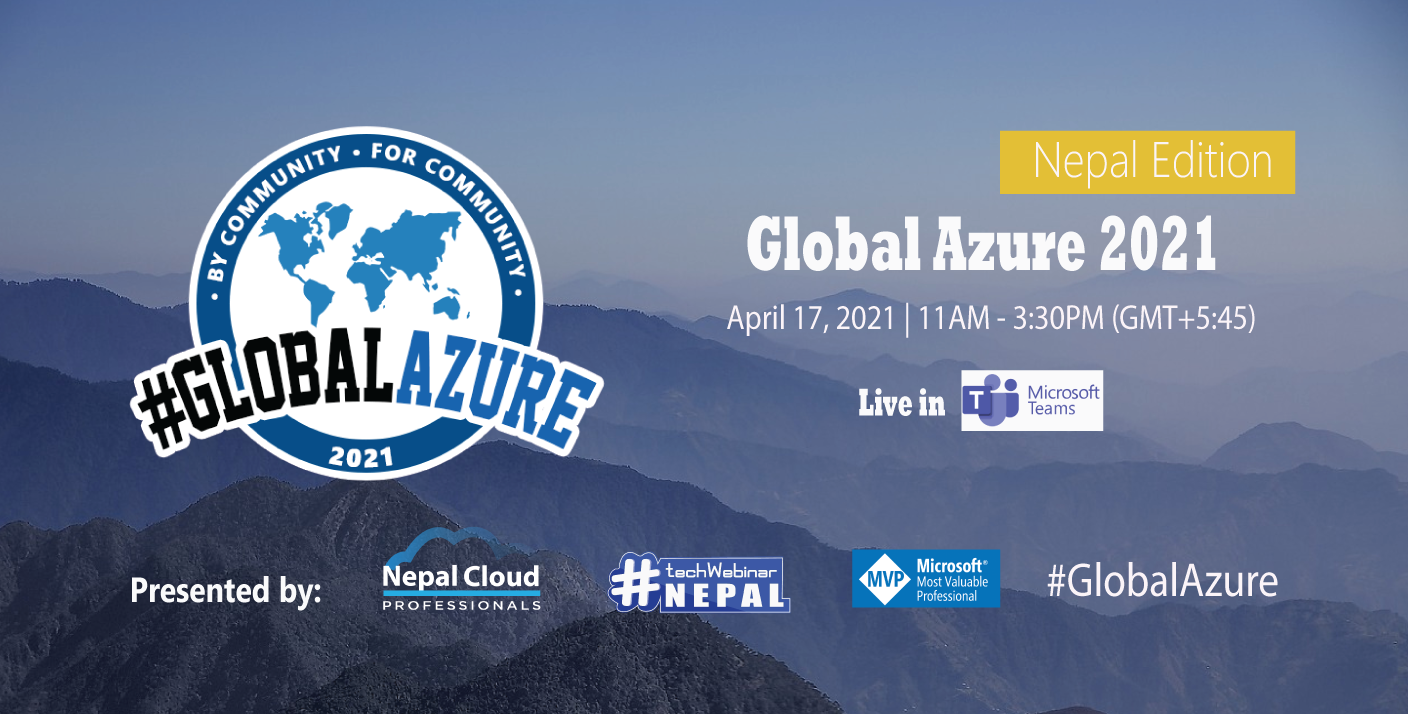 • BY COMMUNITY • FOR COMMUNITY •
#GLOBALAZURE
2021
Nepal Edition
Global Azure 2021
April 17, 2021 | 11AM - 3:30PM (GMT+5:45)
Live in
T
Microsoft
Teams
Presented by:
Nepal Cloud
PROFESSIONALS
#techWebinar
NEPAL
MVP
Microsoft®
Most Valuable
Professional
#GlobalAzure